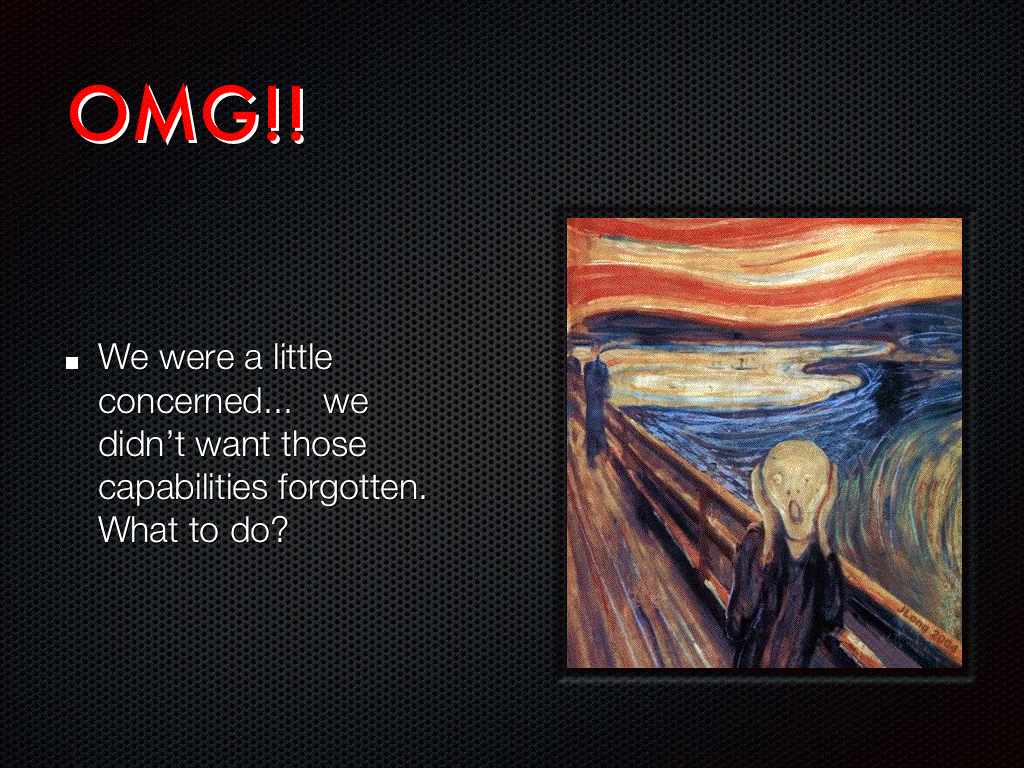 OMG!!
We were a little
concerned... we
didn't want those
capabilities forgotten.
What to do?
JLong 2004